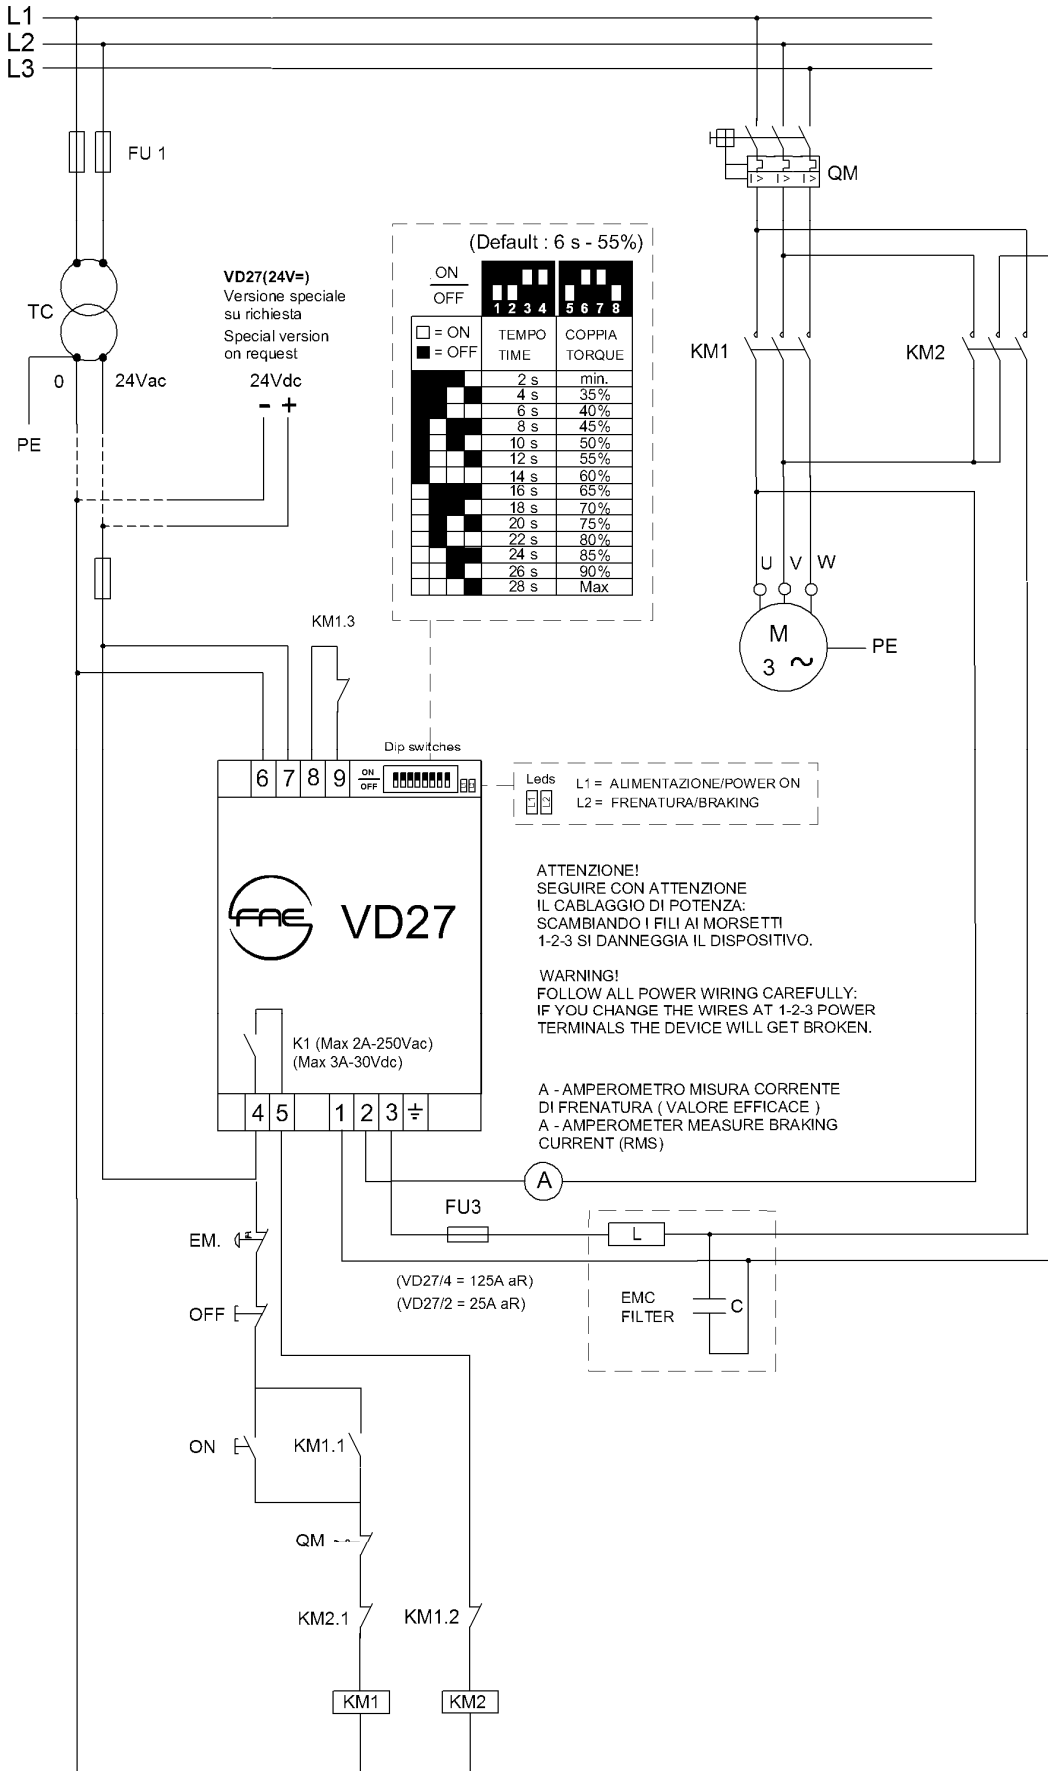 L1
L2
L3
FU 1
QM
TC
VD27(24V=)
Versione speciale
su richiesta
Special version
on request
0
24Vac
24Vdc
- +
PE
(Default : 6 s - 55%)
ON
OFF
1 2 3 4
5 6 7 8
= ON
= OFF
TEMPO
TIME
COPPIA
TORQUE
2 s min.
4 s 35%
6 s 40%
8 s 45%
10 s 50%
12 s 55%
14 s 60%
16 s 65%
18 s 70%
20 s 75%
22 s 80%
24 s 85%
26 s 90%
28 s Max
KM1
KM2
U V W
M
3 ~
PE
KM1.3
Dip switches
6 7 8 9
ON
OFF
Leds
L1
L2
L1 = ALIMENTAZIONE/POWER ON
L2 = FRENATURA/BRAKING
FAE
VD27
ATTENZIONE!
SEGUIRE CON ATTENZIONE
IL CABLAGGIO DI POTENZA:
SCAMBIANDO I FILI AI MORSETTI
1-2-3 SI DANNEGGIA IL DISPOSITIVO.
WARNING!
FOLLOW ALL POWER WIRING CAREFULLY:
IF YOU CHANGE THE WIRES AT 1-2-3 POWER
TERMINALS THE DEVICE WILL GET BROKEN.
K1 (Max 2A-250Vac)
(Max 3A-30Vdc)
4 5 1 2 3
A - AMPEROMETRO MISURA CORRENTE
DI FRENATURA ( VALORE EFFICACE )
A - AMPEROMETER MEASURE BRAKING
CURRENT (RMS)
A
FU3
L
EM.
(VD27/4 = 125A aR)
(VD27/2 = 25A aR)
EMC
FILTER
C
OFF
ON
KM1.1
QM
KM2.1
KM1.2
KM1
KM2